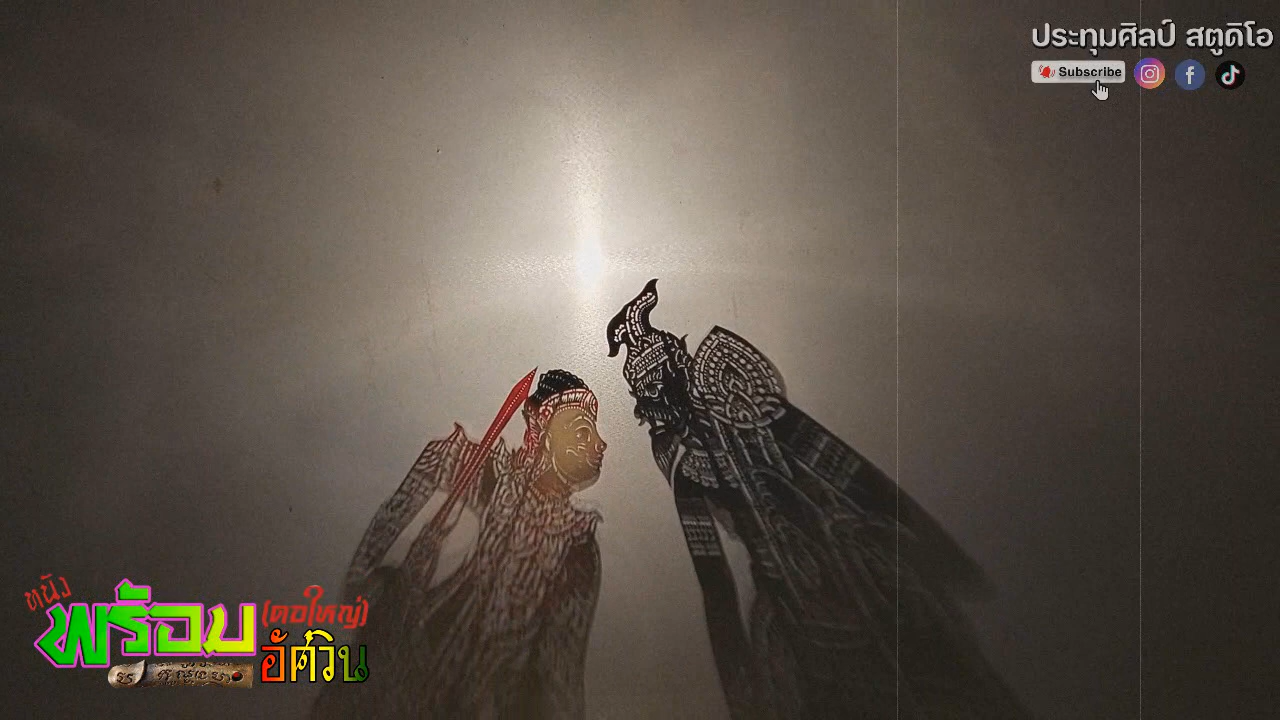 ประทุมศิลป์ สตูดิโอ
Subscribe
หนัง
พร้อม
(ตอใหญ่)
อัศวิน